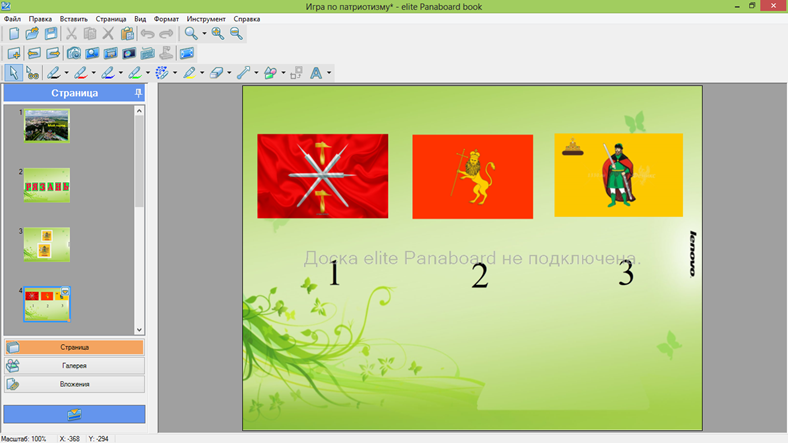 Игра по патриотизму* - elite Panaboard book
Файл Правка Вставить Страница Вид Формат Инструмент Справка
Страница
1
2
РЯЗАНЬ
3
4
Страница
Галерея
Вложения
Доска elite Panaboard не подключена.
1 2 3
lenovo
Масштаб: 100% X: -368 Y: -294